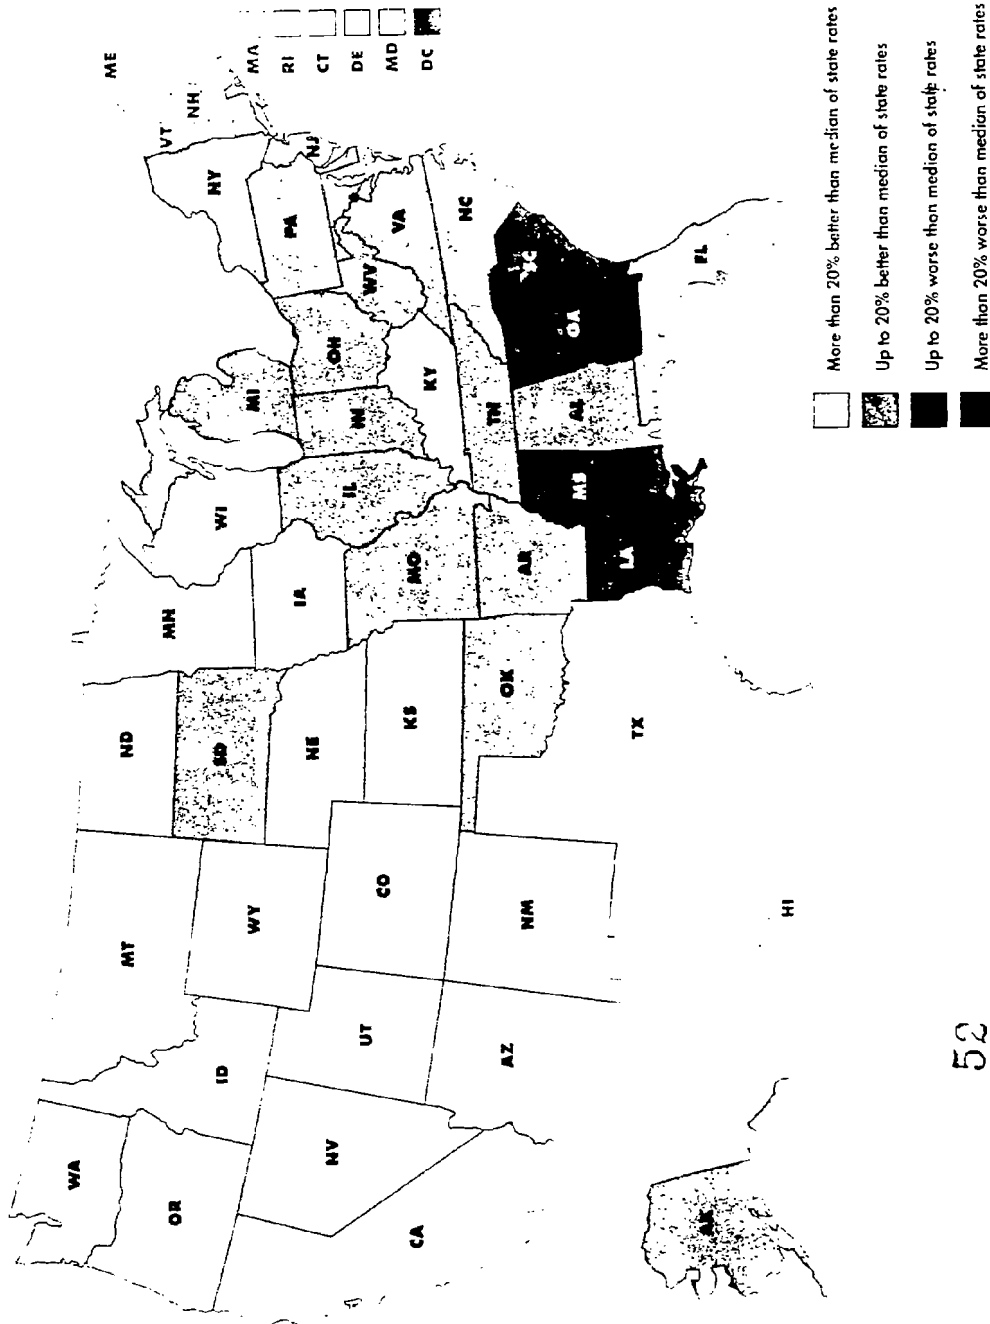 WA
OR
CA
NV
ID
MT
WY
UT
AZ
CO
NM
ND
SD
NE
KS
OK
TX
MN
IA
MO
AR
LA
WI
IL
MS
MI
IN
KY
TN
AL
OH
WV
GA
SC
NC
VA
PA
NY
NJ
FL
VT
NH
ME
MA
RI
CT
DE
MD
DC
AK
HI
More than 20% better than median of state rates
Up to 20% better than median of state rates
Up to 20% worse than median of state rates
More than 20% worse than median of state rates
52